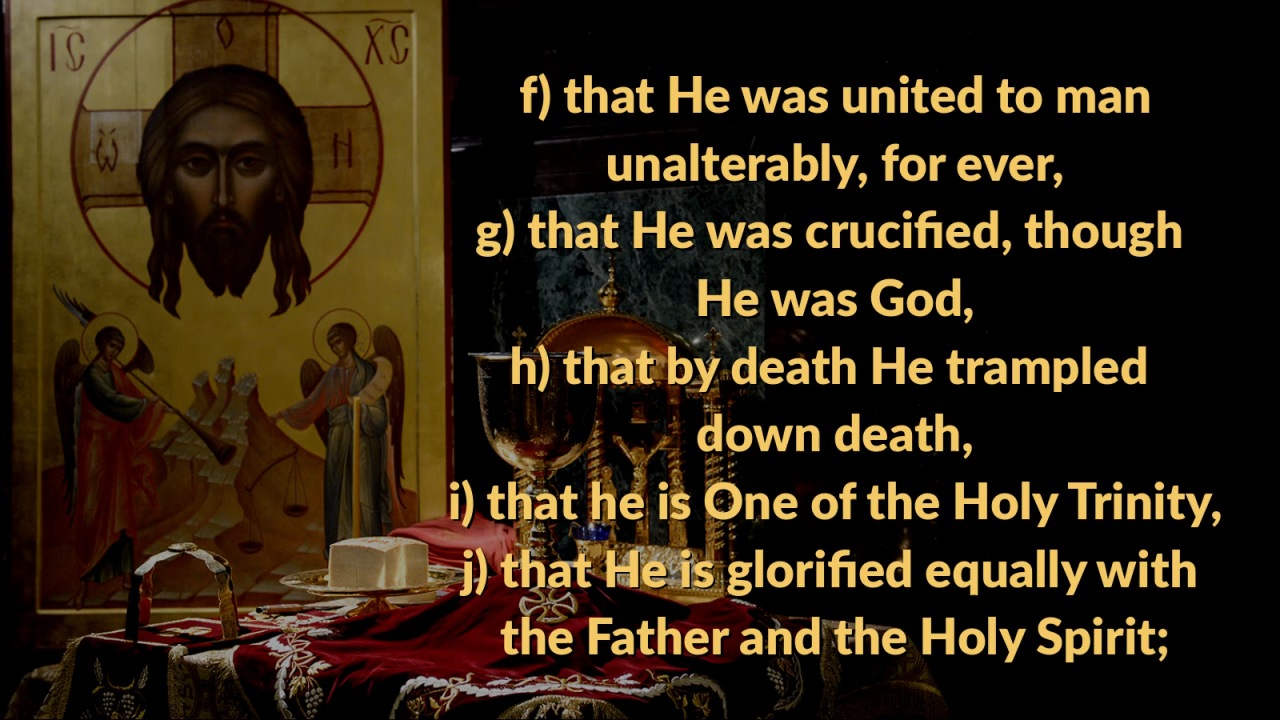 ІС
ХС
О
Ѡ
Н
f) that He was united to man
unalterably, for ever,
g) that He was crucified, though
He was God,
h) that by death He trampled
down death,
i) that he is One of the Holy Trinity,
j) that He is glorified equally with
the Father and the Holy Spirit;